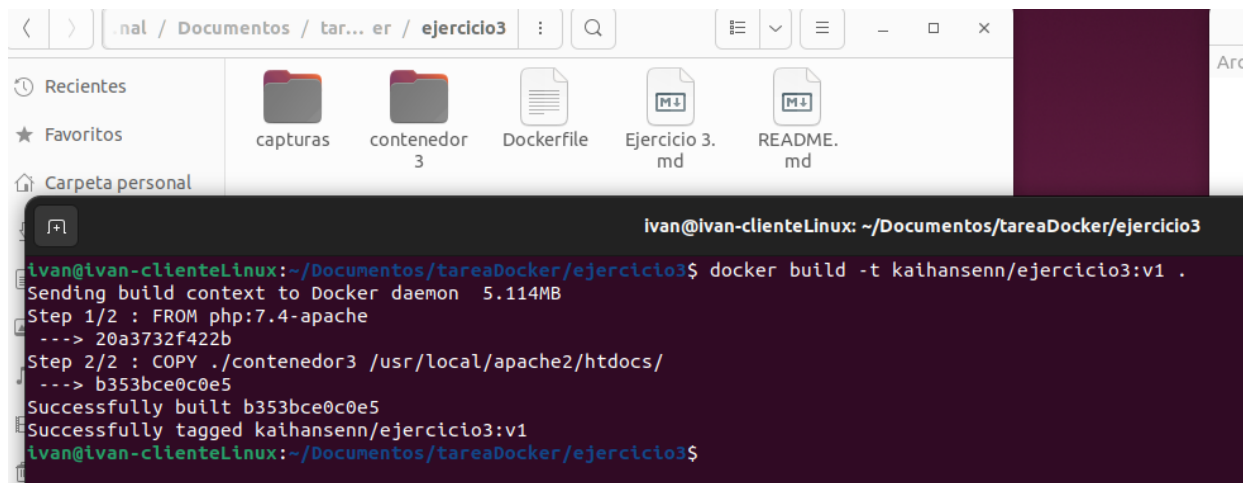 .nal / Documentos / tar... er / ejercicio3
Arc
Recientes
Favoritos
Carpeta personal
capturas
contenedor
3
Dockerfile
Ejercicio 3.
md
README.
md
ivan@ivan-clienteLinux: ~/Documentos/tareaDocker/ejercicio3
ivan@ivan-clienteLinux:~/Documentos/tareaDocker/ejercicio3$ docker build -t kaihansenn/ejercicio3:v1 .
Sending build context to Docker daemon  5.114MB
Step 1/2 : FROM php:7.4-apache
 ---> 20a3732f422b
Step 2/2 : COPY ./contenedor3 /usr/local/apache2/htdocs/
 ---> b353bce0c0e5
Successfully built b353bce0c0e5
Successfully tagged kaihansenn/ejercicio3:v1
ivan@ivan-clienteLinux:~/Documentos/tareaDocker/ejercicio3$